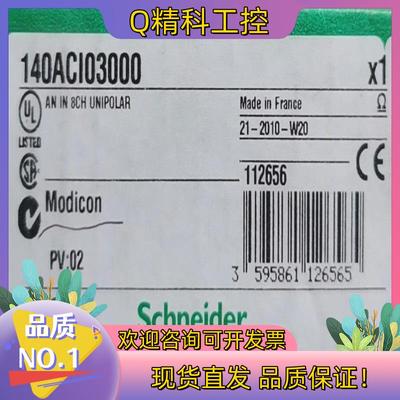 Q精科工控
140ACI03000
x1
UL
LISTED
AN IN 8CH UNIPOLAR
Made in France
Ω
21-2010-W20
CE
112656
Modicon
PV:02
3 595861 126565
Schneider
品质
NO.1
欢迎咨询可开发票
现货直发 品质保证!